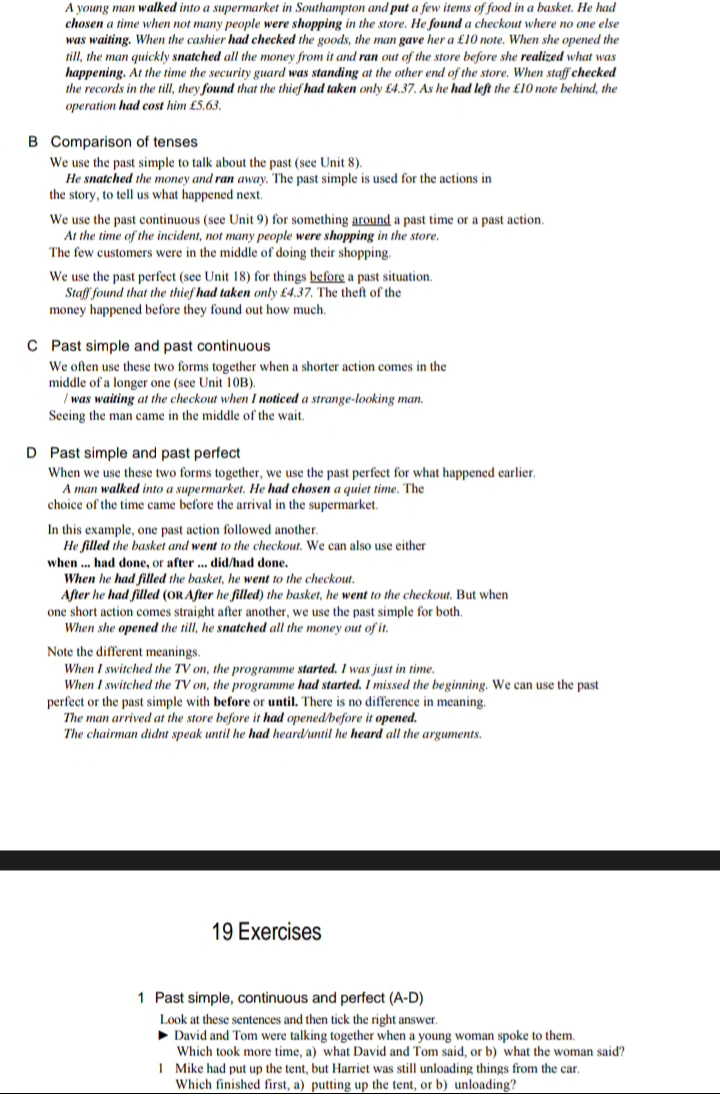 A young man walked into a supermarket in Southampton and put a few items of food in a basket. He had
chosen a time when not many people were shopping in the store. He found a checkout where no one else
was waiting. When the cashier had checked the goods, the man gave her a £10 note. When she opened the
till, the man quickly snatched all the money from it and ran out of the store before she realized what was
happening. At the time the security guard was standing at the other end of the store. When staff checked
the records in the till, they found that the thief had taken only £4.37. As he had left the £10 note behind, the
operation had cost him £5.63.
B Comparison of tenses
We use the past simple to talk about the past (see Unit 8).
He snatched the money and ran away. The past simple is used for the actions in
the story, to tell us what happened next.
We use the past continuous (see Unit 9) for something around a past time or a past action.
At the time of the incident, not many people were shopping in the store.
The few customers were in the middle of doing their shopping.
We use the past perfect (see Unit 18) for things before a past situation.
Staff found that the thief had taken only £4.37. The theft of the
money happened before they found out how much.
C Past simple and past continuous
We often use these two forms together when a shorter action comes in the
middle of a longer one (see Unit 10B).
/ was waiting at the checkout when I noticed a strange-looking man.
Seeing the man came in the middle of the wait.
D Past simple and past perfect
When we use these two forms together, we use the past perfect for what happened earlier.
A man walked into a supermarket. He had chosen a quiet time. The
choice of the time came before the arrival in the supermarket.
In this example, one past action followed another.
He filled the basket and went to the checkout. We can also use either
when ... had done, or after ... did/had done.
When he had filled the basket, he went to the checkout.
After he had filled (OR After he filled) the basket, he went to the checkout. But when
one short action comes straight after another, we use the past simple for both.
When she opened the till, he snatched all the money out of it.
Note the different meanings.
When I switched the TV on, the programme started. I was just in time.
When I switched the TV on, the programme had started. I missed the beginning. We can use the past
perfect or the past simple with before or until. There is no difference in meaning.
The man arrived at the store before it had opened/before it opened.
The chairman didnt speak until he had heard/until he heard all the arguments.
19 Exercises
1 Past simple, continuous and perfect (A-D)
Look at these sentences and then tick the right answer.
► David and Tom were talking together when a young woman spoke to them.
Which took more time, a) what David and Tom said, or b) what the woman said?
1 Mike had put up the tent, but Harriet was still unloading things from the car.
Which finished first, a) putting up the tent, or b) unloading?